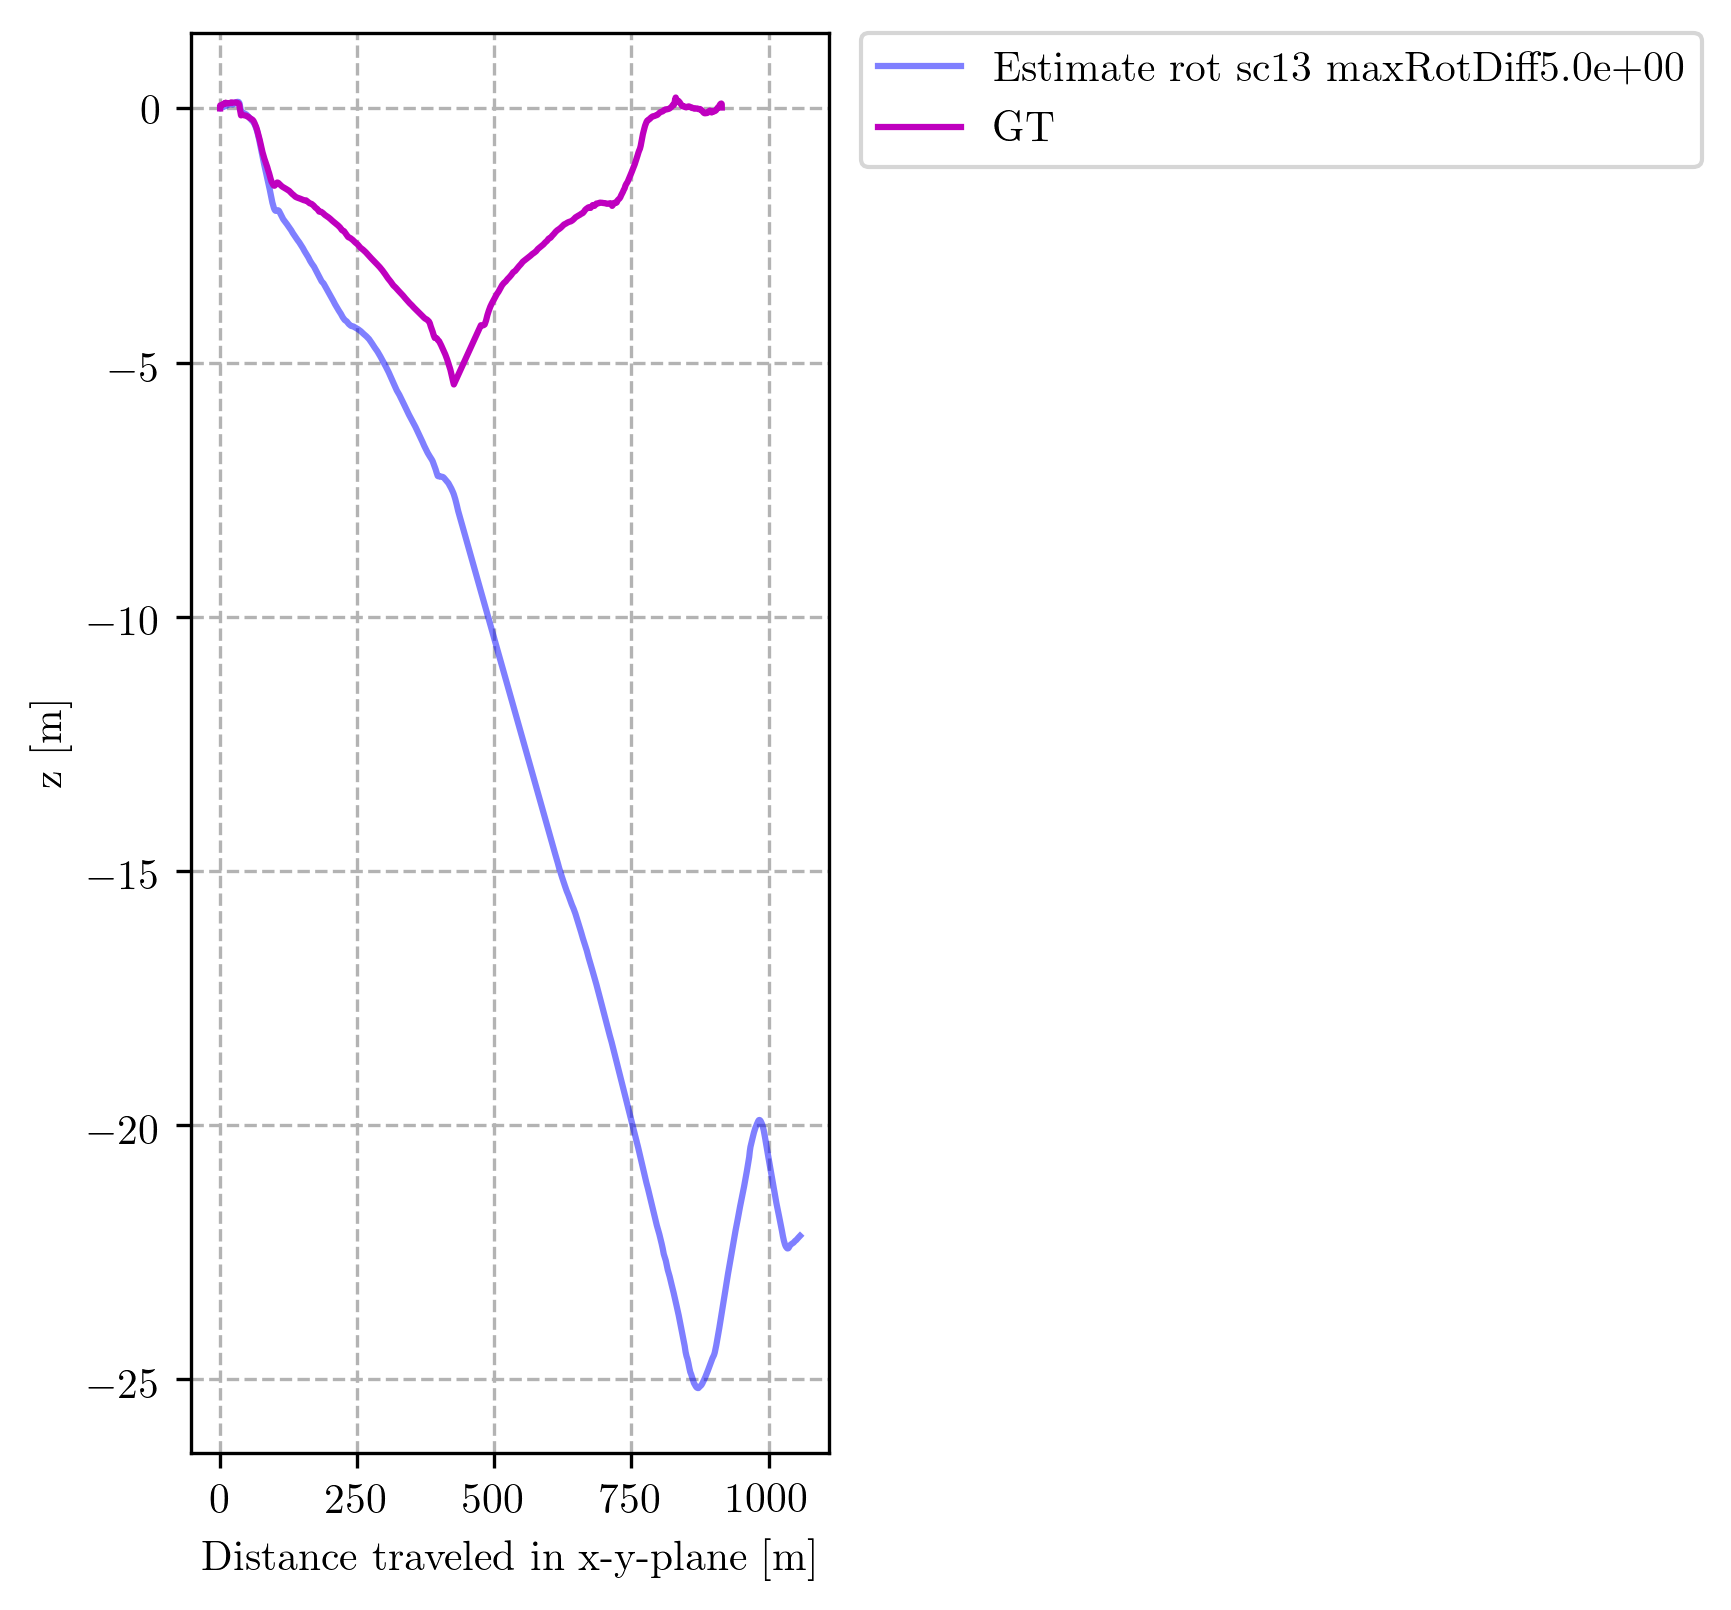 Estimate rot sc13 maxRotDiff5.0e+00
GT
0
−5
−10
−15
−20
−25
z [m]
0 250 500 750 1000
Distance traveled in x-y-plane [m]